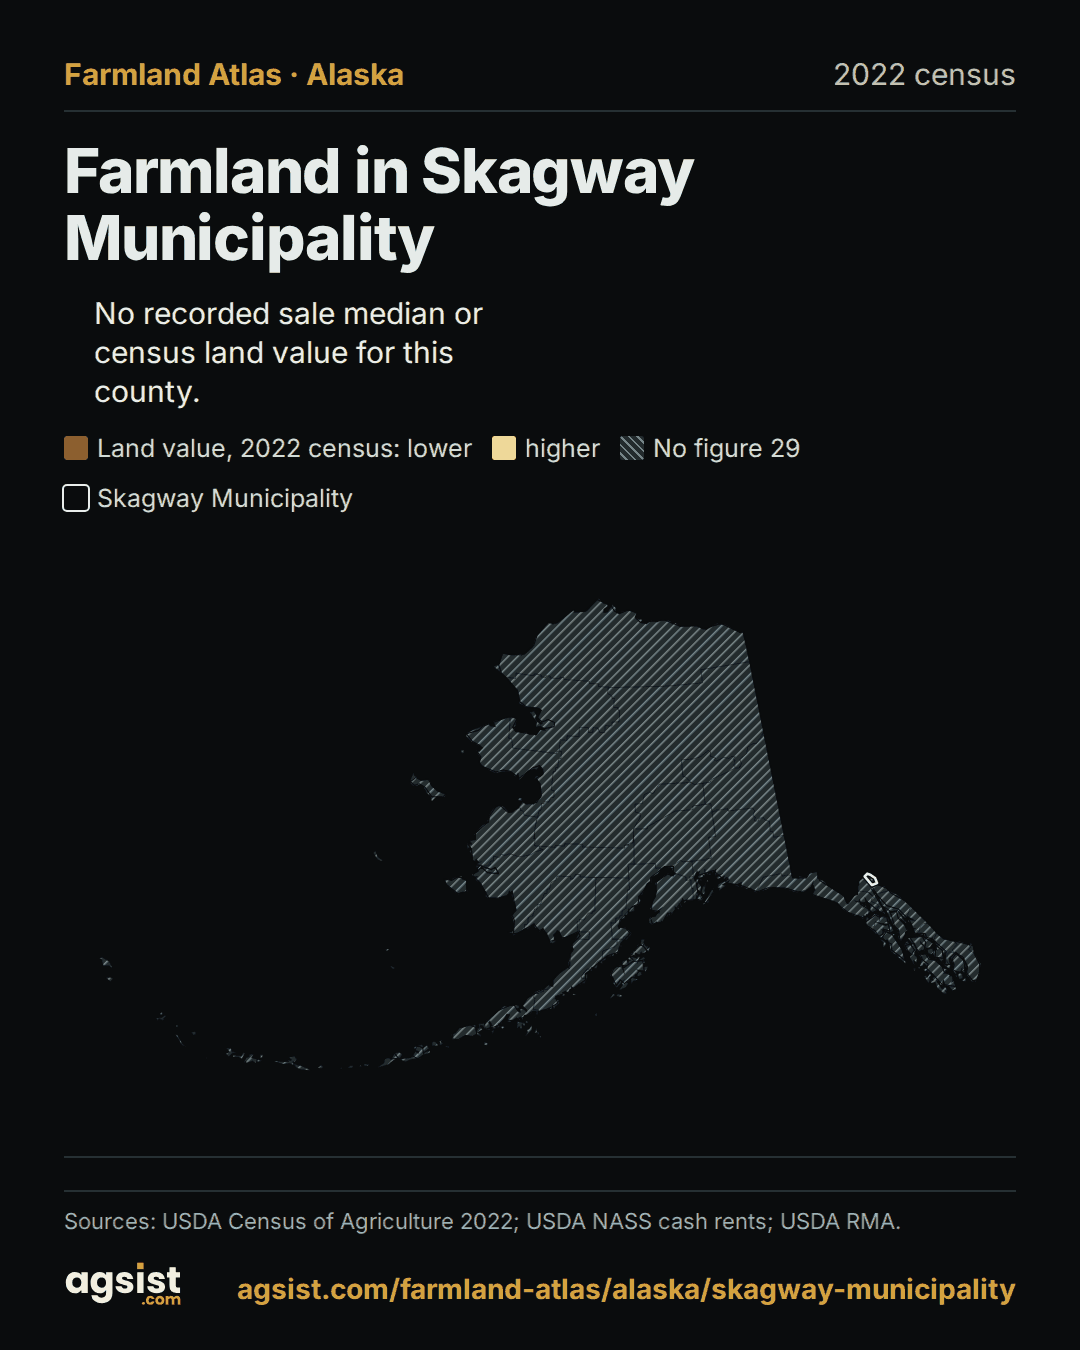 Farmland Atlas · Alaska
2022 census
Farmland in Skagway
Municipality
No recorded sale median or
census land value for this
county.
Land value, 2022 census: lower
higher
No figure 29
Skagway Municipality
Sources: USDA Census of Agriculture 2022; USDA NASS cash rents; USDA RMA.
agsist
.com
agsist.com/farmland-atlas/alaska/skagway-municipality